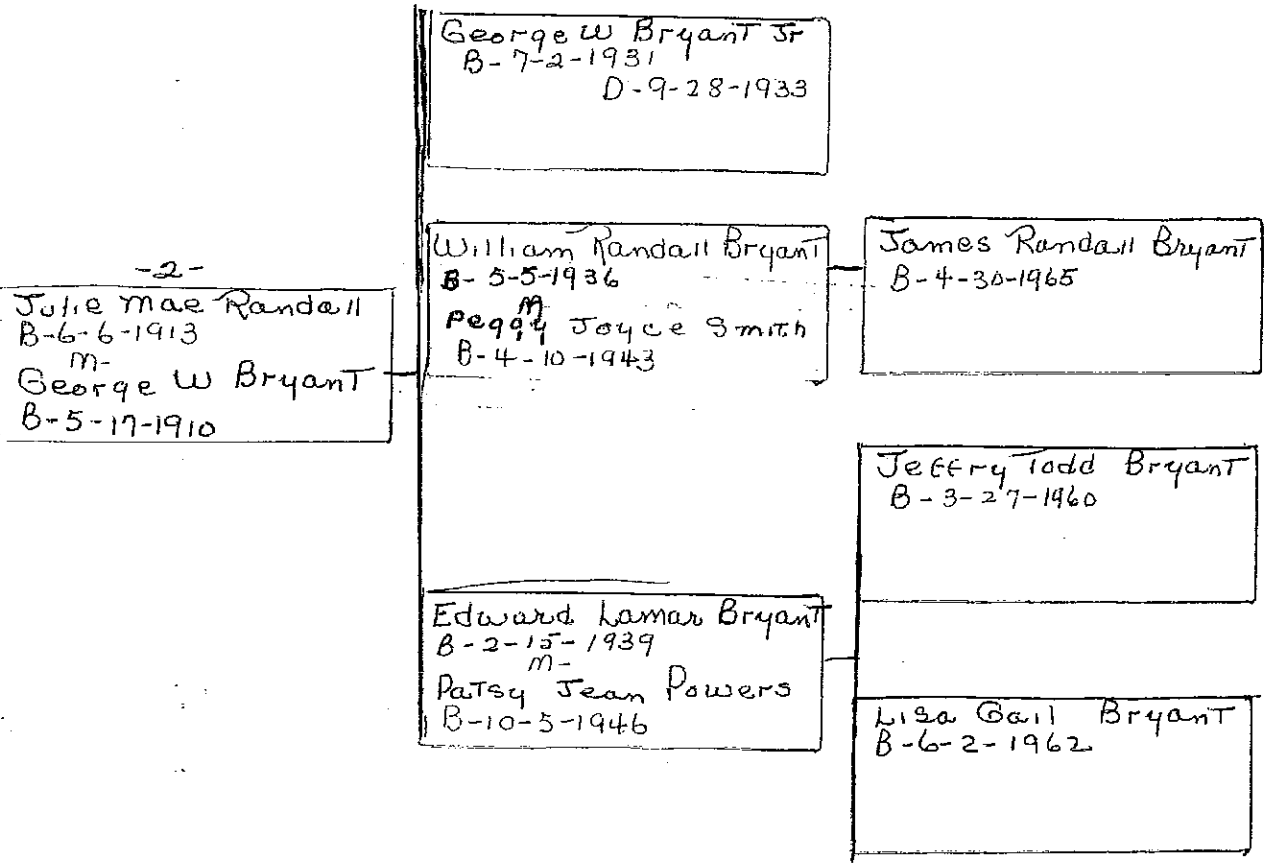 -2-
Julie Mae Randall
B-6-6-1913
M-
George W Bryant
B-5-17-1910
George W Bryant Jr
B-7-2-1931
D-9-28-1933
William Randall Bryant
B-5-5-1936
M
Peggy Joyce Smith
B-4-10-1943
James Randall Bryant
B-4-30-1965
Edward Lamar Bryant
B-2-15-1939
M-
Patsy Jean Powers
B-10-5-1946
Jeffry Todd Bryant
B-3-27-1960
Lisa Gail Bryant
B-6-2-1962